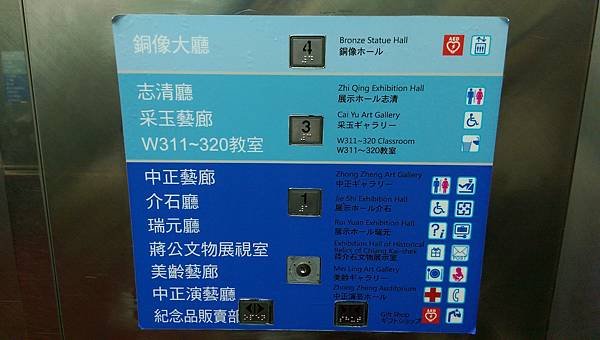 銅像大廳
4
Bronze Statue Hall
銅像ホール
AED
志清廳
Zhi Qing Exhibition Hall
展示ホール志清
采玉藝廊
3
Cai Yu Art Gallery
采玉ギャラリー
W311~320教室
W311~320 Classroom
W311~320教室
中正藝廊
Zhong Zheng Art Gallery
中正ギャラリー
介石廳
1
Jie Shi Exhibition Hall
展示ホール介石
瑞元廳
Rui Yuan Exhibition Hall
展示ホール瑞元
蔣公文物展視室
Exhibition Hall of Historical
Relics of Chiang Kai-shek
蒋介石文物展示室
美齡藝廊
Mei Ling Art Gallery
美齢ギャラリー
中正演藝廳
Zhong Zheng Auditorium
中正演芸ホール
紀念品販賣部
Gift Shop
ギフトショップ
AED